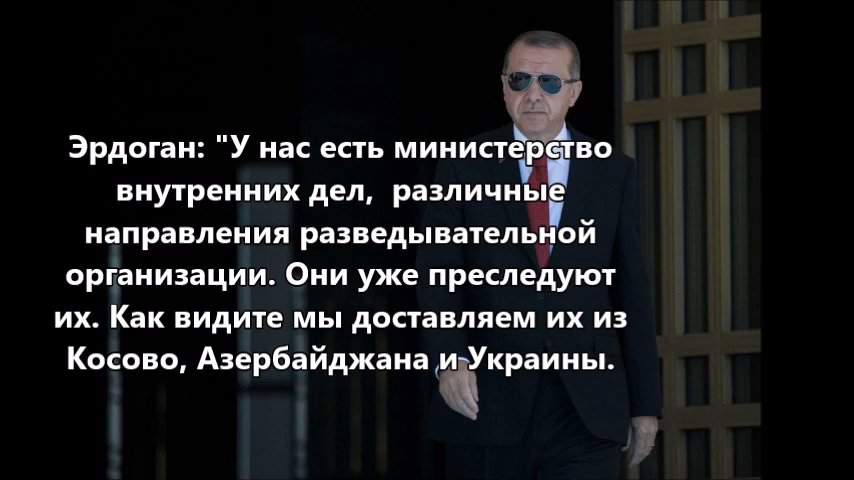 Эрдоган: "У нас есть министерство
внутренних дел,  различные
направления разведывательной
организации. Они уже преследуют
их. Как видите мы доставляем их из
Косово, Азербайджана и Украины.